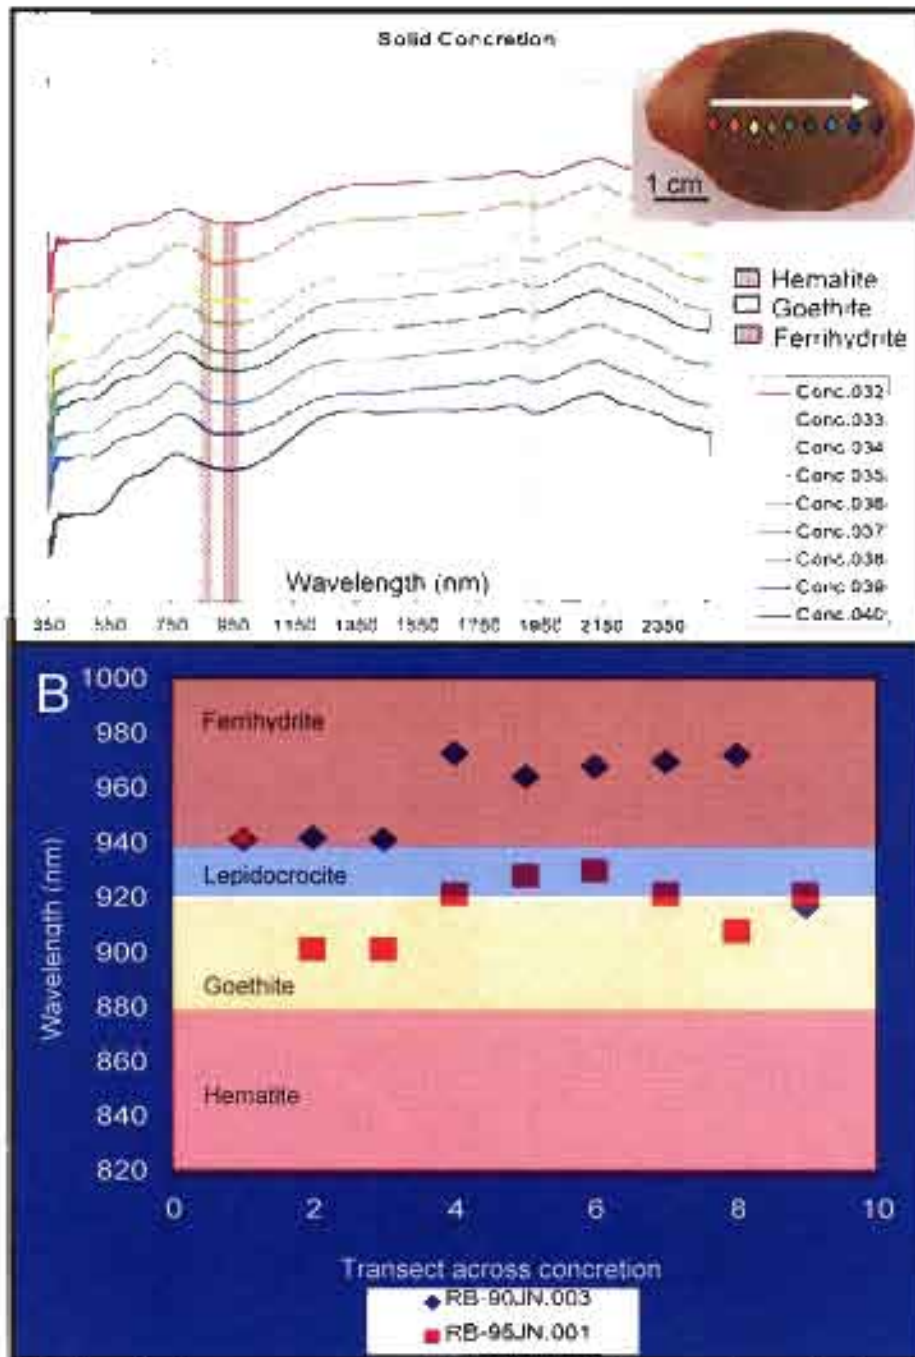 Solid Concretion
1 cm
Hematite
Goethite
Ferrihydrite
Conc.032
Conc.033
Conc.034
Conc.035
Conc.036
Conc.037
Conc.038
Conc.039
Conc.040
Wavelength (nm)
350 550 750 950 1150 1350 1550 1750 1950 2150 2350
B
1000
980
960
940
920
900
880
860
840
820
Wavelength (nm)
Ferrihydrite
Lepidocrocite
Goethite
Hematite
0 2 4 6 8 10
Transect across concretion
RB-90JN.003
RB-95JN.001